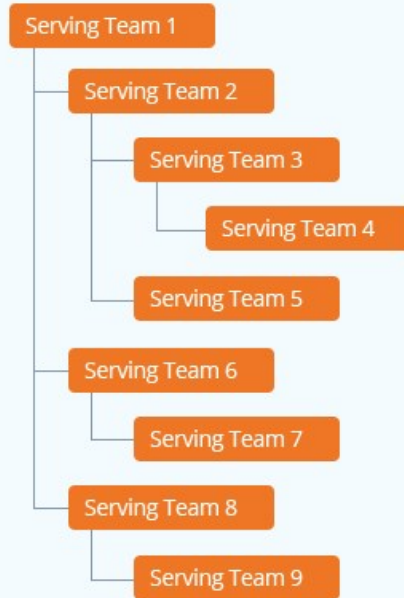 Serving Team 1
Serving Team 2
Serving Team 3
Serving Team 4
Serving Team 5
Serving Team 6
Serving Team 7
Serving Team 8
Serving Team 9